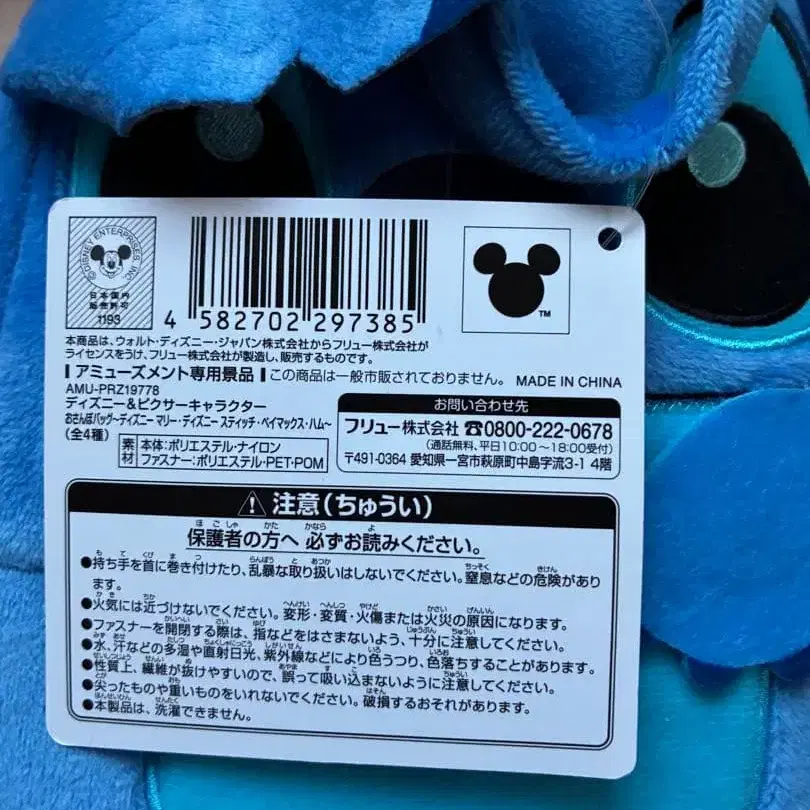 ©DISNEY ENTERPRISES, INC.
日本国内
販売許可
1193
4 582702 297385
TM
本商品は、ウォルト・ディズニー・ジャパン株式会社からフリュー株式会社が
ライセンスをうけ、フリュー株式会社が製造し、販売するものです。
アミューズメント専用景品 この商品は一般市販されておりません。 MADE IN CHINA
AMU-PRZ19778
ディズニー&ピクサーキャラクター
おさんぽバッグ~ディズニー マリー・ディズニー スティッチ・ベイマックス・ハム~
(全4種)
素材 本体:ポリエステル・ナイロン
ファスナー:ポリエステル・PET・POM
お問い合わせ先
フリュー株式会社 ☎0800-222-0678
(通話無料、平日10:00~18:00受付)
〒491-0364 愛知県一宮市萩原町中島字流3-1 4階
注意(ちゅうい)
保護者の方へ 必ずお読みください。
●持ち手を首に巻き付けたり、乱暴な取り扱いはしないでください。窒息などの危険があり
ます。
●火気には近づけないでください。変形・変質・火傷または火災の原因になります。
●ファスナーを開閉する際は、指などをはさまないよう、十分に注意してください。
●水、汗などの多湿や直射日光、紫外線などにより色うつり、色落ちすることがあります。
●性質上、繊維が抜けやすいので、誤って吸い込まないように注意してください。
●尖ったものや重いものをいれないでください。破損するおそれがあります。
●本製品は、洗濯できません。